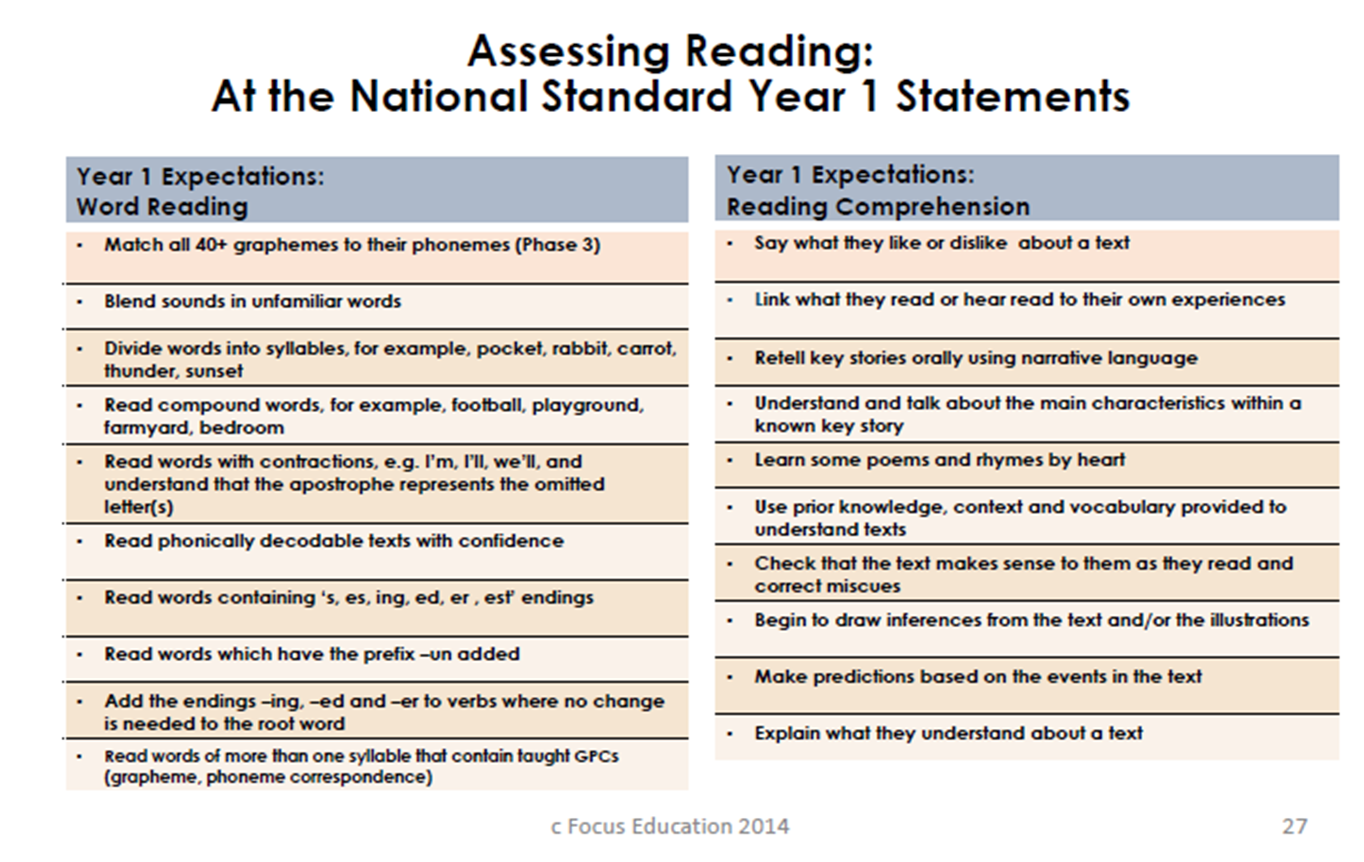 Assessing Reading:
At the National Standard Year 1 Statements
Year 1 Expectations:
Word Reading
• Match all 40+ graphemes to their phonemes (Phase 3)
• Blend sounds in unfamiliar words
• Divide words into syllables, for example, pocket, rabbit, carrot,
thunder, sunset
• Read compound words, for example, football, playground,
farmyard, bedroom
• Read words with contractions, e.g. I'm, I'll, we'll, and
understand that the apostrophe represents the omitted
letter(s)
• Read phonically decodable texts with confidence
• Read words containing 's, es, ing, ed, er , est' endings
• Read words which have the prefix –un added
• Add the endings –ing, –ed and –er to verbs where no change
is needed to the root word
• Read words of more than one syllable that contain taught GPCs
(grapheme, phoneme correspondence)
Year 1 Expectations:
Reading Comprehension
• Say what they like or dislike about a text
• Link what they read or hear read to their own experiences
• Retell key stories orally using narrative language
• Understand and talk about the main characteristics within a
known key story
• Learn some poems and rhymes by heart
• Use prior knowledge, context and vocabulary provided to
understand texts
• Check that the text makes sense to them as they read and
correct miscues
• Begin to draw inferences from the text and/or the illustrations
• Make predictions based on the events in the text
• Explain what they understand about a text
c Focus Education 2014
27